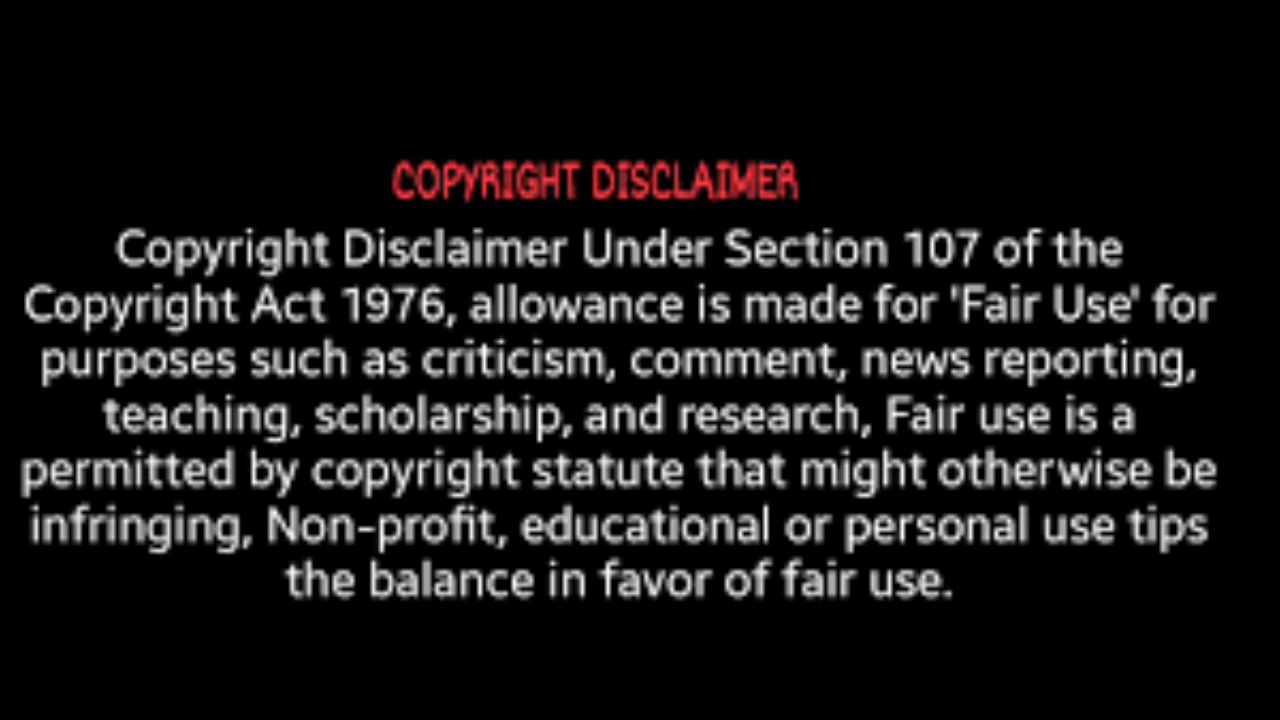 COPYRIGHT DISCLAIMER
Copyright Disclaimer Under Section 107 of the
Copyright Act 1976, allowance is made for 'Fair Use' for
purposes such as criticism, comment, news reporting,
teaching, scholarship, and research, Fair use is a
permitted by copyright statute that might otherwise be
infringing, Non-profit, educational or personal use tips
the balance in favor of fair use.